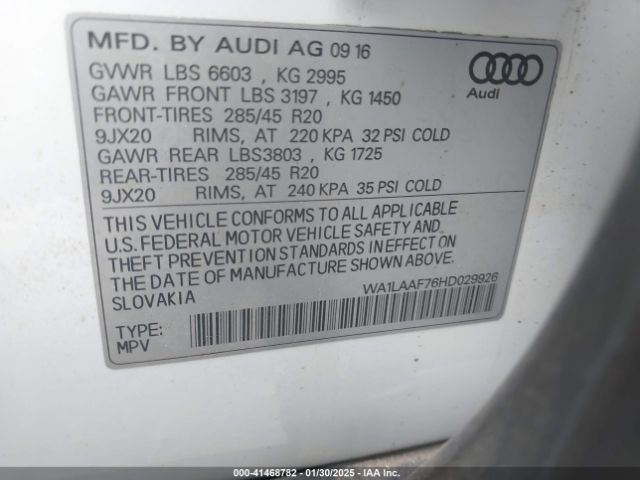 MFD. BY AUDI AG 09 16
GVWR LBS 6603 , KG 2995
GAWR FRONT LBS 3197 , KG 1450
FRONT-TIRES 285/45 R20
9JX20 RIMS, AT 220 KPA 32 PSI COLD
GAWR REAR LBS3803 , KG 1725
REAR-TIRES 285/45 R20
9JX20 RIMS, AT 240 KPA 35 PSI COLD
Audi
THIS VEHICLE CONFORMS TO ALL APPLICABLE
U.S. FEDERAL MOTOR VEHICLE SAFETY AND
THEFT PREVENTION STANDARDS IN EFFECT ON
THE DATE OF MANUFACTURE SHOWN ABOVE.
SLOVAKIA
WA1LAAF76HD029926
TYPE:
MPV
000-41468782 - 01/30/2025 - IAAI.com